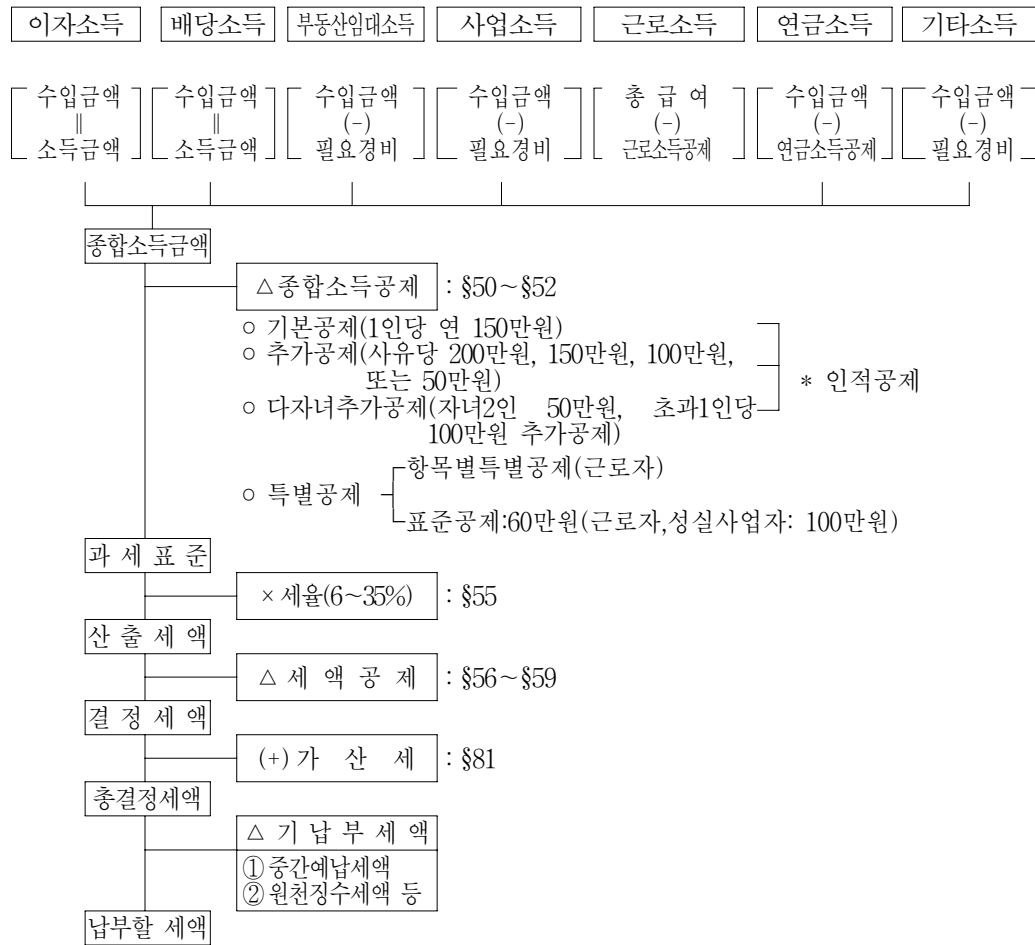 이자소득 배당소득 부동산임대소득 사업소득 근로소득 연금소득 기타소득
수입금액 수입금액 수입금액 수입금액 총 급 여 수입금액 수입금액
∥ ∥ (-) (-) (-) (-) (-)
소득금액 소득금액 필요경비 필요경비 근로소득공제 연금소득공제 필요경비
종합소득금액
△종합소득공제 : §50~§52
ㅇ 기본공제(1인당 연 150만원)
ㅇ 추가공제(사유당 200만원, 150만원, 100만원,
또는 50만원)
* 인적공제
ㅇ 다자녀추가공제(자녀2인 50만원, 초과1인당
100만원 추가공제)
항목별특별공제(근로자)
ㅇ 특별공제
표준공제:60만원(근로자,성실사업자: 100만원)
과 세 표 준
×세율(6~35%) : §55
산 출 세 액
△ 세 액 공 제 : §56~§59
결 정 세 액
(+) 가 산 세 : §81
총결정세액
△ 기 납 부 세 액
① 중간예납세액
② 원천징수세액 등
납부할 세액